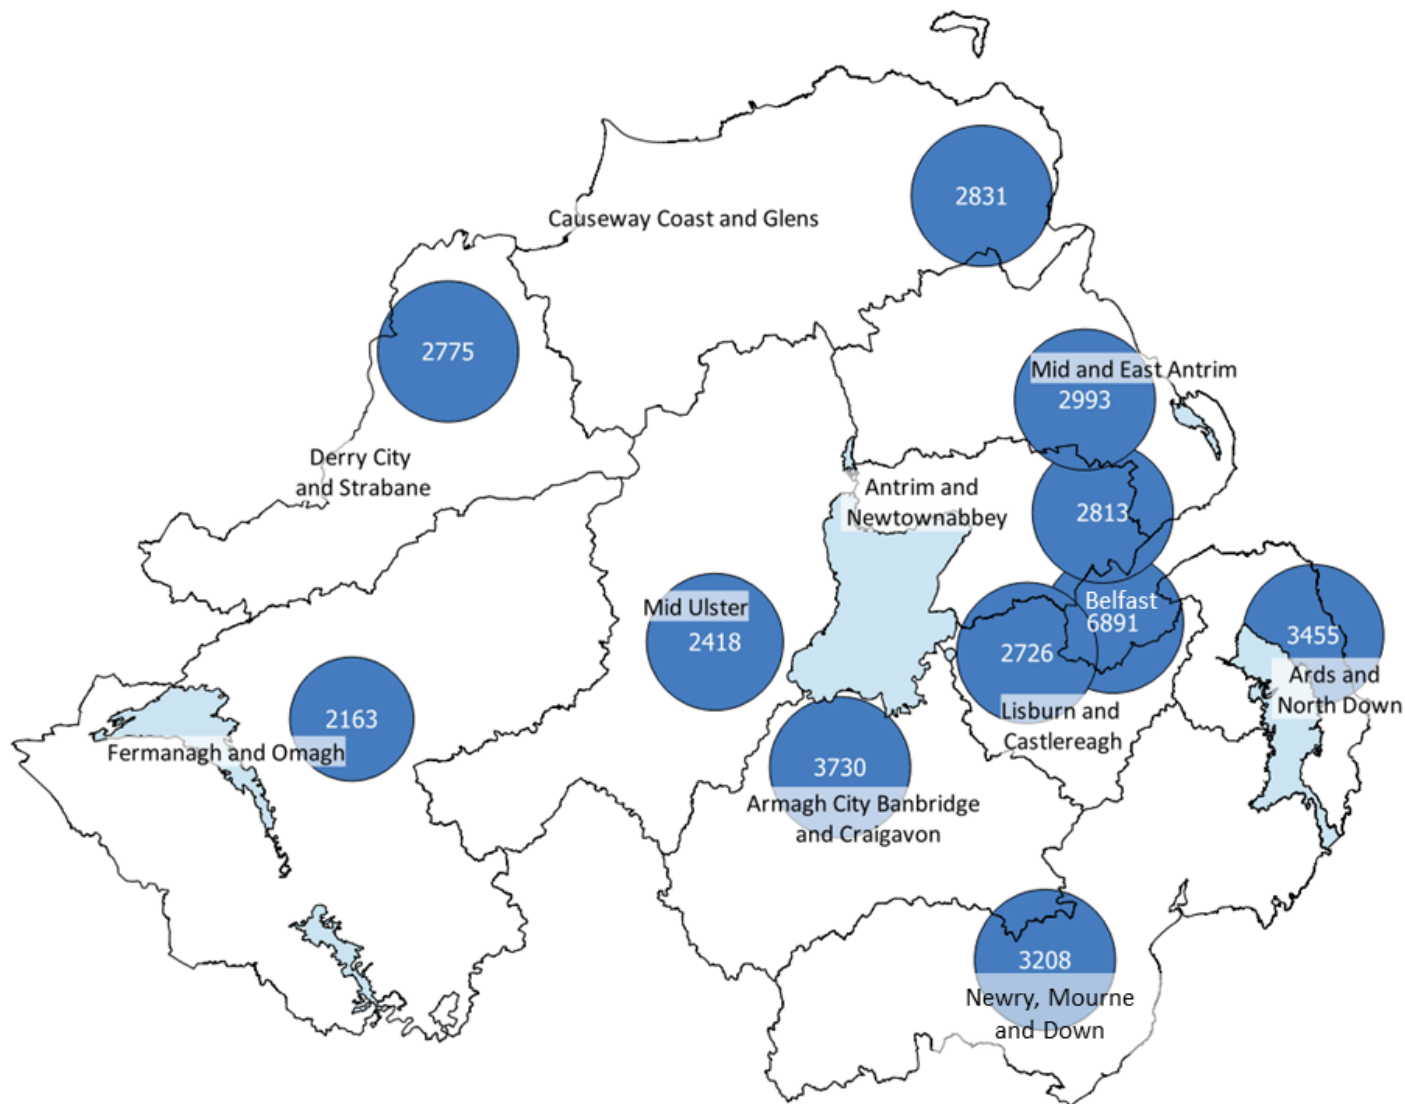 2831
Causeway Coast and Glens
2775
Mid and East Antrim
2993
Derry City
and Strabane
Antrim and
Newtownabbey
2813
Mid Ulster
2418
Belfast
6891
2726
Lisburn and
Castlereagh
3455
Ards and
North Down
2163
Fermanagh and Omagh
3730
Armagh City Banbridge
and Craigavon
3208
Newry, Mourne
and Down